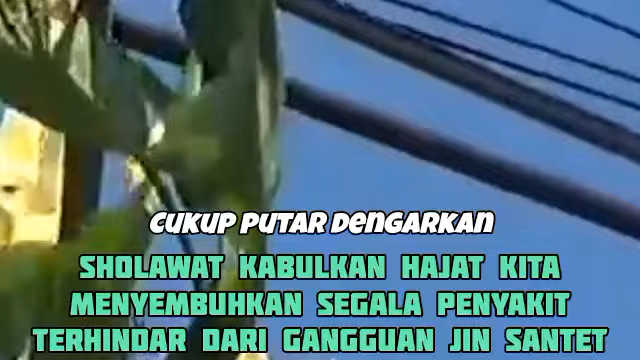 CUKUP PUTAR DENGARKAN
SHOLAWAT KABULKAN HAJAT KITA
MENYEMBUHKAN SEGALA PENYAKIT
TERHINDAR DARI GANGGUAN JIN SANTET